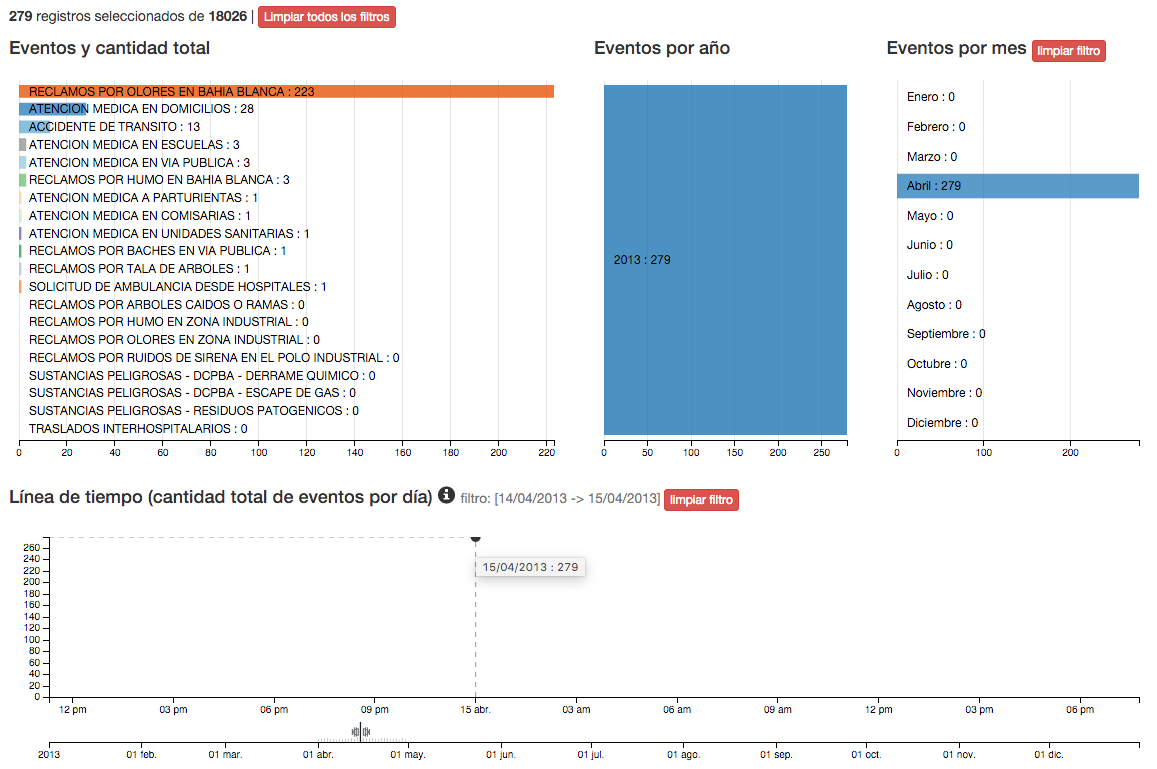 279 registros seleccionados de 18026 | Limpiar todos los filtros
Eventos y cantidad total
RECLAMOS POR OLORES EN BAHIA BLANCA : 223
ATENCION MEDICA EN DOMICILIOS : 28
ACCIDENTE DE TRANSITO : 13
ATENCION MEDICA EN ESCUELAS : 3
ATENCION MEDICA EN VIA PUBLICA : 3
RECLAMOS POR HUMO EN BAHIA BLANCA : 3
ATENCION MEDICA A PARTURIENTAS : 1
ATENCION MEDICA EN COMISARIAS : 1
ATENCION MEDICA EN UNIDADES SANITARIAS : 1
RECLAMOS POR BACHES EN VIA PUBLICA : 1
RECLAMOS POR TALA DE ARBOLES : 1
SOLICITUD DE AMBULANCIA DESDE HOSPITALES : 1
RECLAMOS POR ARBOLES CAIDOS O RAMAS : 0
RECLAMOS POR HUMO EN ZONA INDUSTRIAL : 0
RECLAMOS POR OLORES EN ZONA INDUSTRIAL : 0
RECLAMOS POR RUIDOS DE SIRENA EN EL POLO INDUSTRIAL : 0
SUSTANCIAS PELIGROSAS - DCPBA - DERRAME QUIMICO : 0
SUSTANCIAS PELIGROSAS - DCPBA - ESCAPE DE GAS : 0
SUSTANCIAS PELIGROSAS - RESIDUOS PATOGENICOS : 0
TRASLADOS INTERHOSPITALARIOS : 0
0 20 40 60 80 100 120 140 160 180 200 220
Eventos por año
2013 : 279
0 50 100 150 200 250
Eventos por mes limpiar filtro
Enero : 0
Febrero : 0
Marzo : 0
Abril : 279
Mayo : 0
Junio : 0
Julio : 0
Agosto : 0
Septiembre : 0
Octubre : 0
Noviembre : 0
Diciembre : 0
0 100 200
Línea de tiempo (cantidad total de eventos por día) filtro: [14/04/2013 -> 15/04/2013] limpiar filtro
260
240
220
200
180
160
140
120
100
80
60
40
20
0
15/04/2013 : 279
12 pm 03 pm 06 pm 09 pm 15 abr. 03 am 06 am 09 am 12 pm 03 pm 06 pm
2013 01 feb. 01 mar. 01 abr. 01 may. 01 jun. 01 jul. 01 ago. 01 sep. 01 oct. 01 nov. 01 dic.